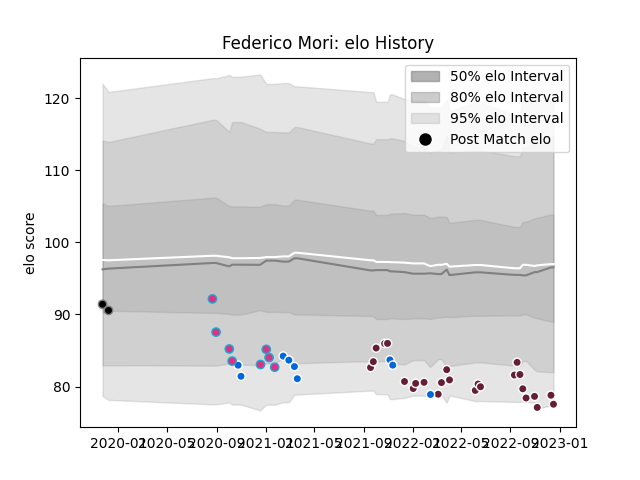 Federico Mori: elo History
50% elo Interval
80% elo Interval
95% elo Interval
Post Match elo
elo score
120
110
100
90
80
2020-01 2020-05 2020-09 2021-01 2021-05 2021-09 2022-01 2022-05 2022-09 2023-01